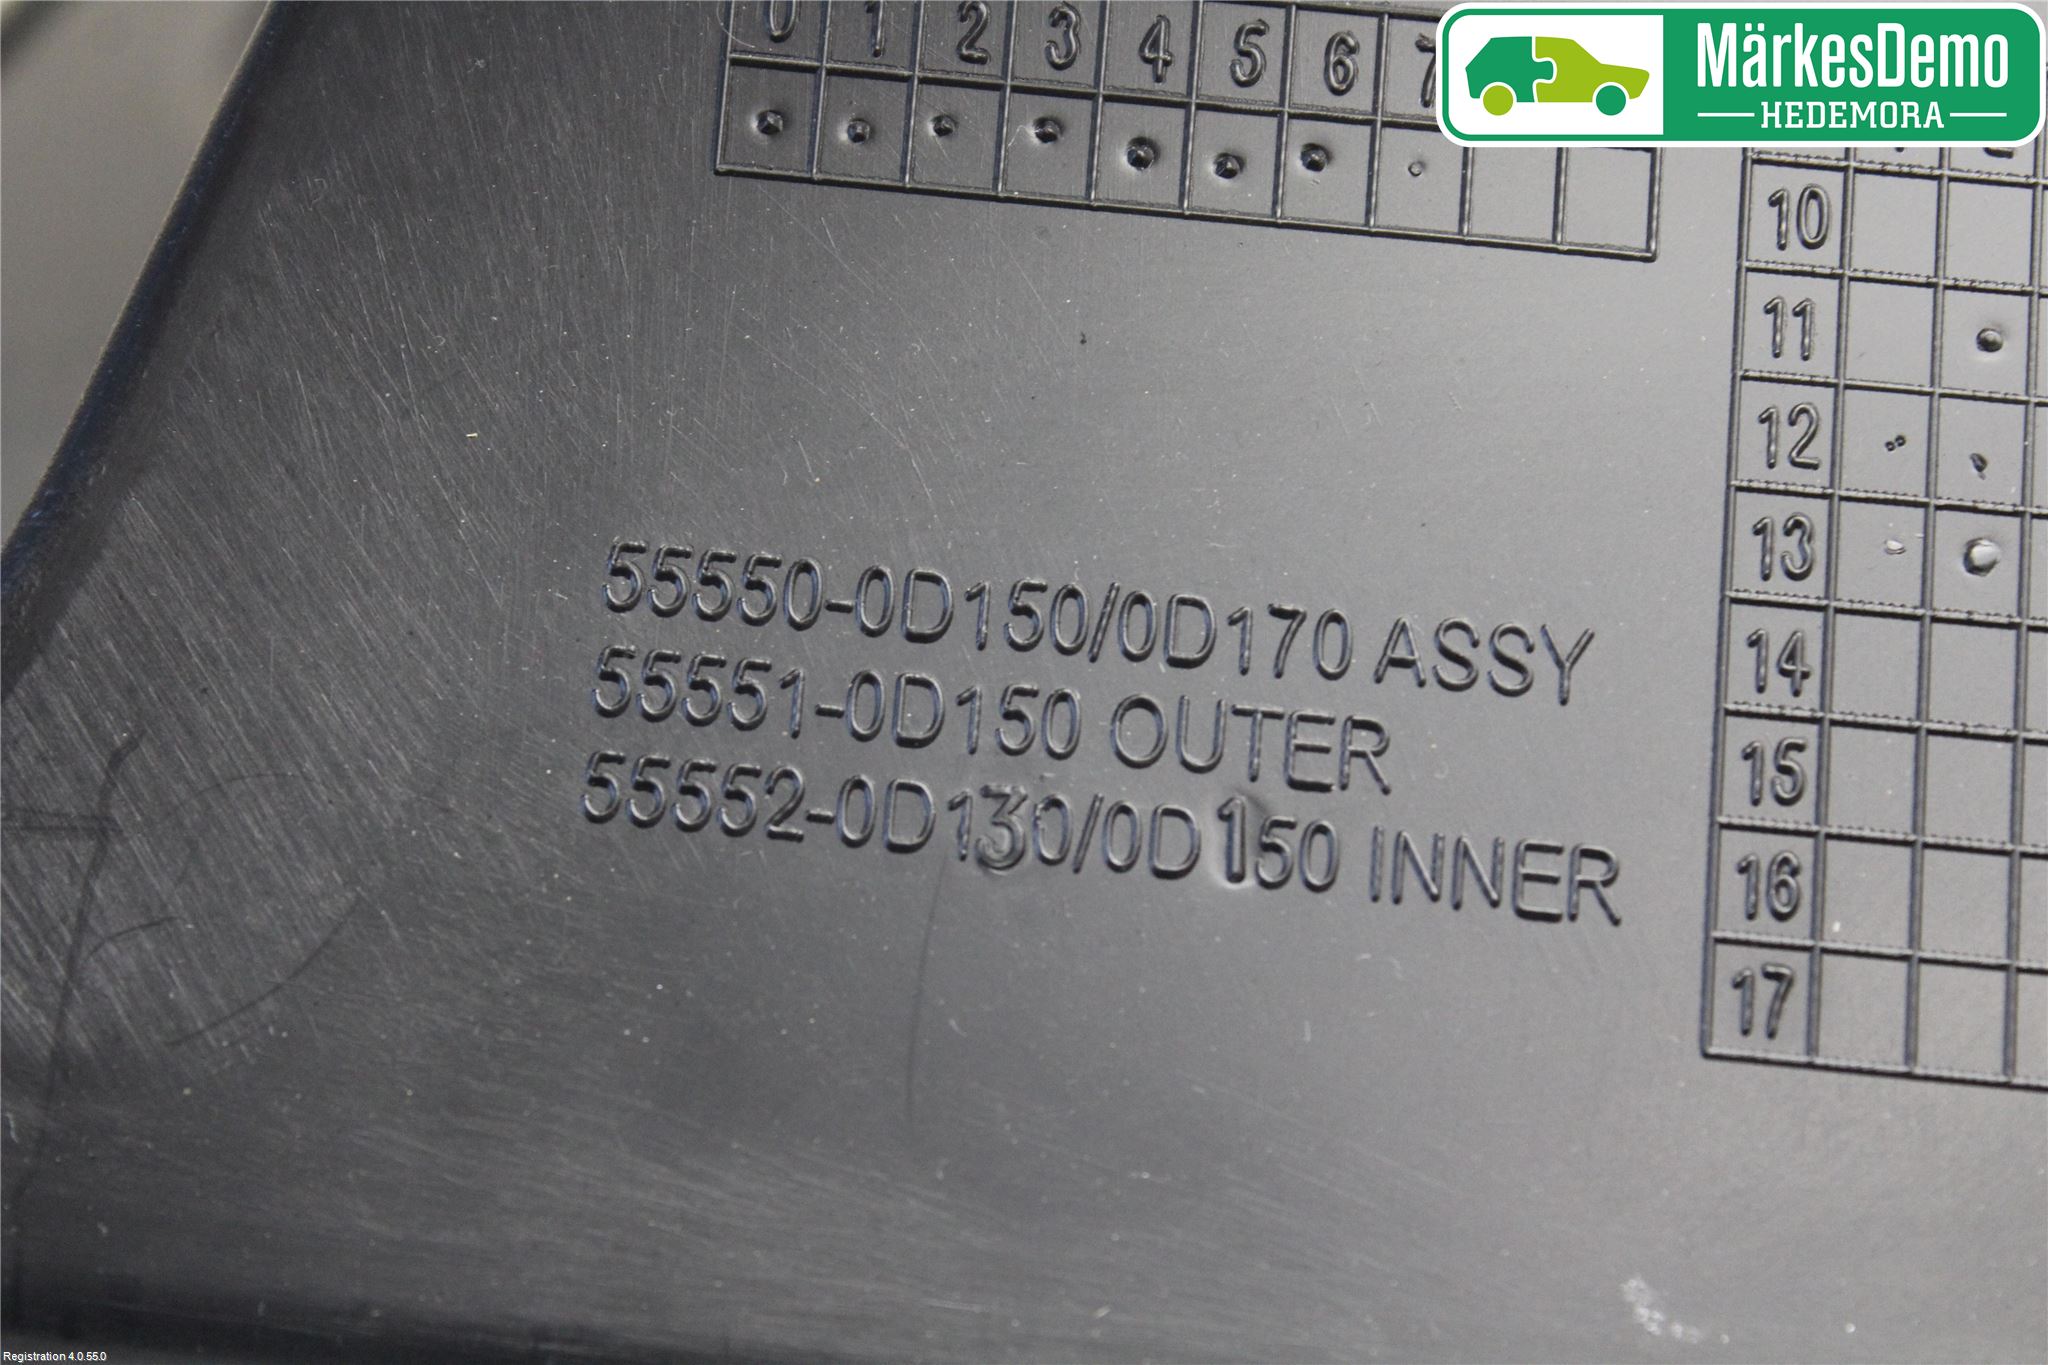 0 1 2 3 4 5 6 7
MärkesDemo
HEDEMORA
10
11
12
13
14
15
16
17
55550-0D150/0D170 ASSY
55551-0D150 OUTER
55552-0D130/0D150 INNER
Registration 4.0.55.0